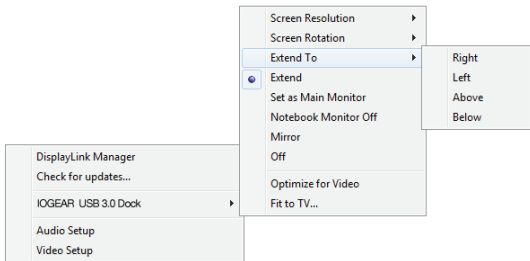 Screen Resolution
Screen Rotation
Extend To
Extend
Set as Main Monitor
Notebook Monitor Off
Mirror
Off
Optimize for Video
Fit to TV...
Right
Left
Above
Below
DisplayLink Manager
Check for updates...
IOGEAR USB 3.0 Dock
Audio Setup
Video Setup